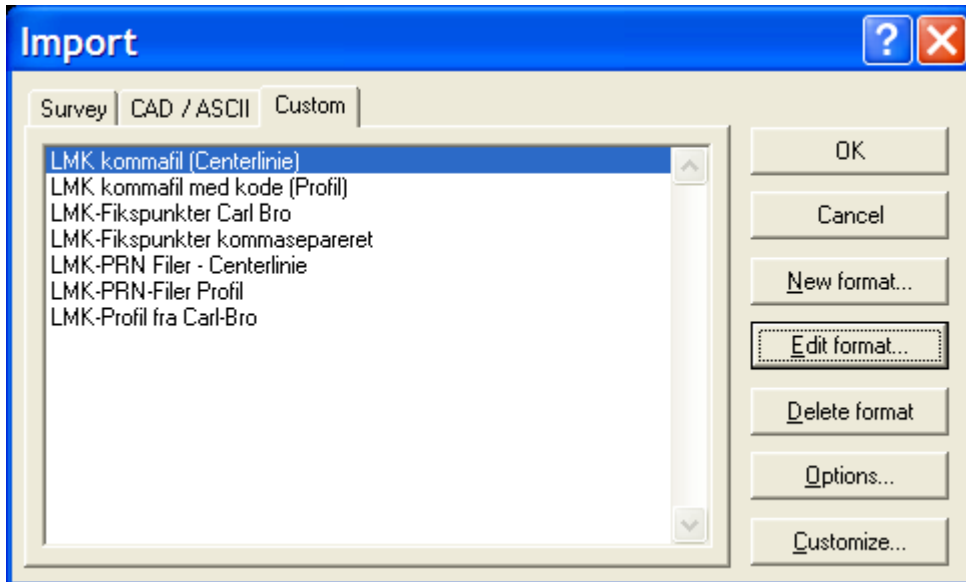 Import
Survey CAD / ASCII Custom
LMK kommafil (Centerlinie)
LMK kommafil med kode (Profil)
LMK-Fikspunkter Carl Bro
LMK-Fikspunkter kommasepareret
LMK-PRN Filer - Centerlinie
LMK-PRN-Filer Profil
LMK-Profil fra Carl-Bro
OK
Cancel
New format...
Edit format...
Delete format
Options...
Customize...